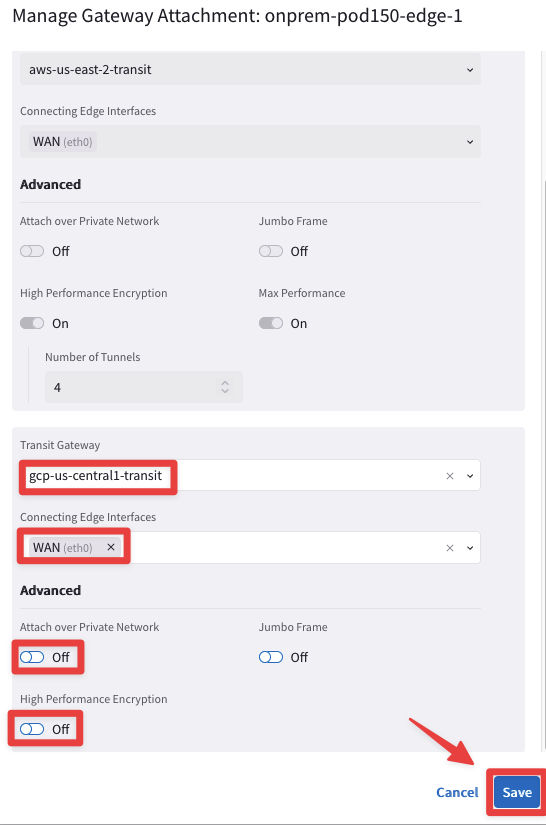 Manage Gateway Attachment: onprem-pod150-edge-1
aws-us-east-2-transit
Connecting Edge Interfaces
WAN (eth0)
Advanced
Attach over Private Network Jumbo Frame
Off Off
High Performance Encryption Max Performance
On On
Number of Tunnels
4
Transit Gateway
gcp-us-central1-transit
Connecting Edge Interfaces
WAN (eth0)
Advanced
Attach over Private Network Jumbo Frame
Off Off
High Performance Encryption
Off
Cancel Save